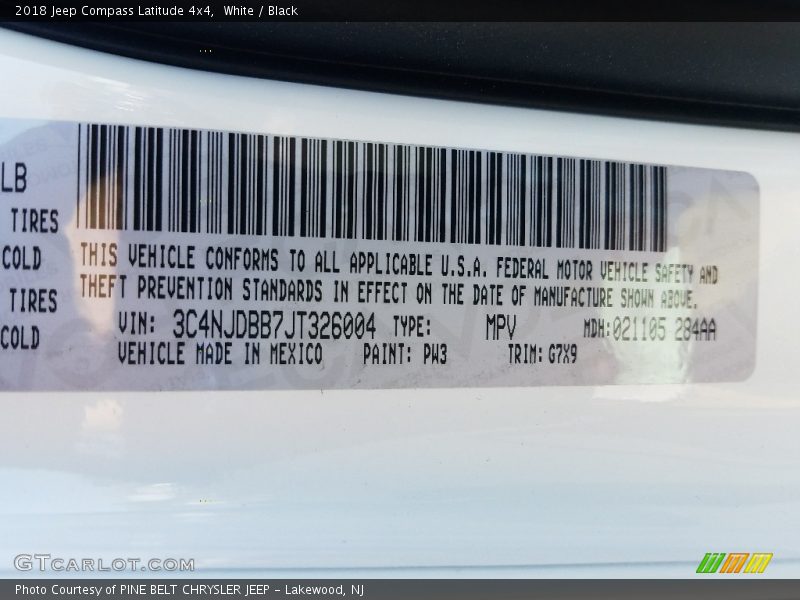 2018 Jeep Compass Latitude 4x4, White / Black
LB
TIRES
COLD
TIRES
COLD
THIS VEHICLE CONFORMS TO ALL APPLICABLE U.S.A. FEDERAL MOTOR VEHICLE SAFETY AND
THEFT PREVENTION STANDARDS IN EFFECT ON THE DATE OF MANUFACTURE SHOWN ABOVE.
VIN: 3C4NJDBB7JT326004 TYPE: MPV MDH:021105 284AA
VEHICLE MADE IN MEXICO PAINT: PW3 TRIM: G7X9
GTCARLOT.COM
Photo Courtesy of PINE BELT CHRYSLER JEEP - Lakewood, NJ